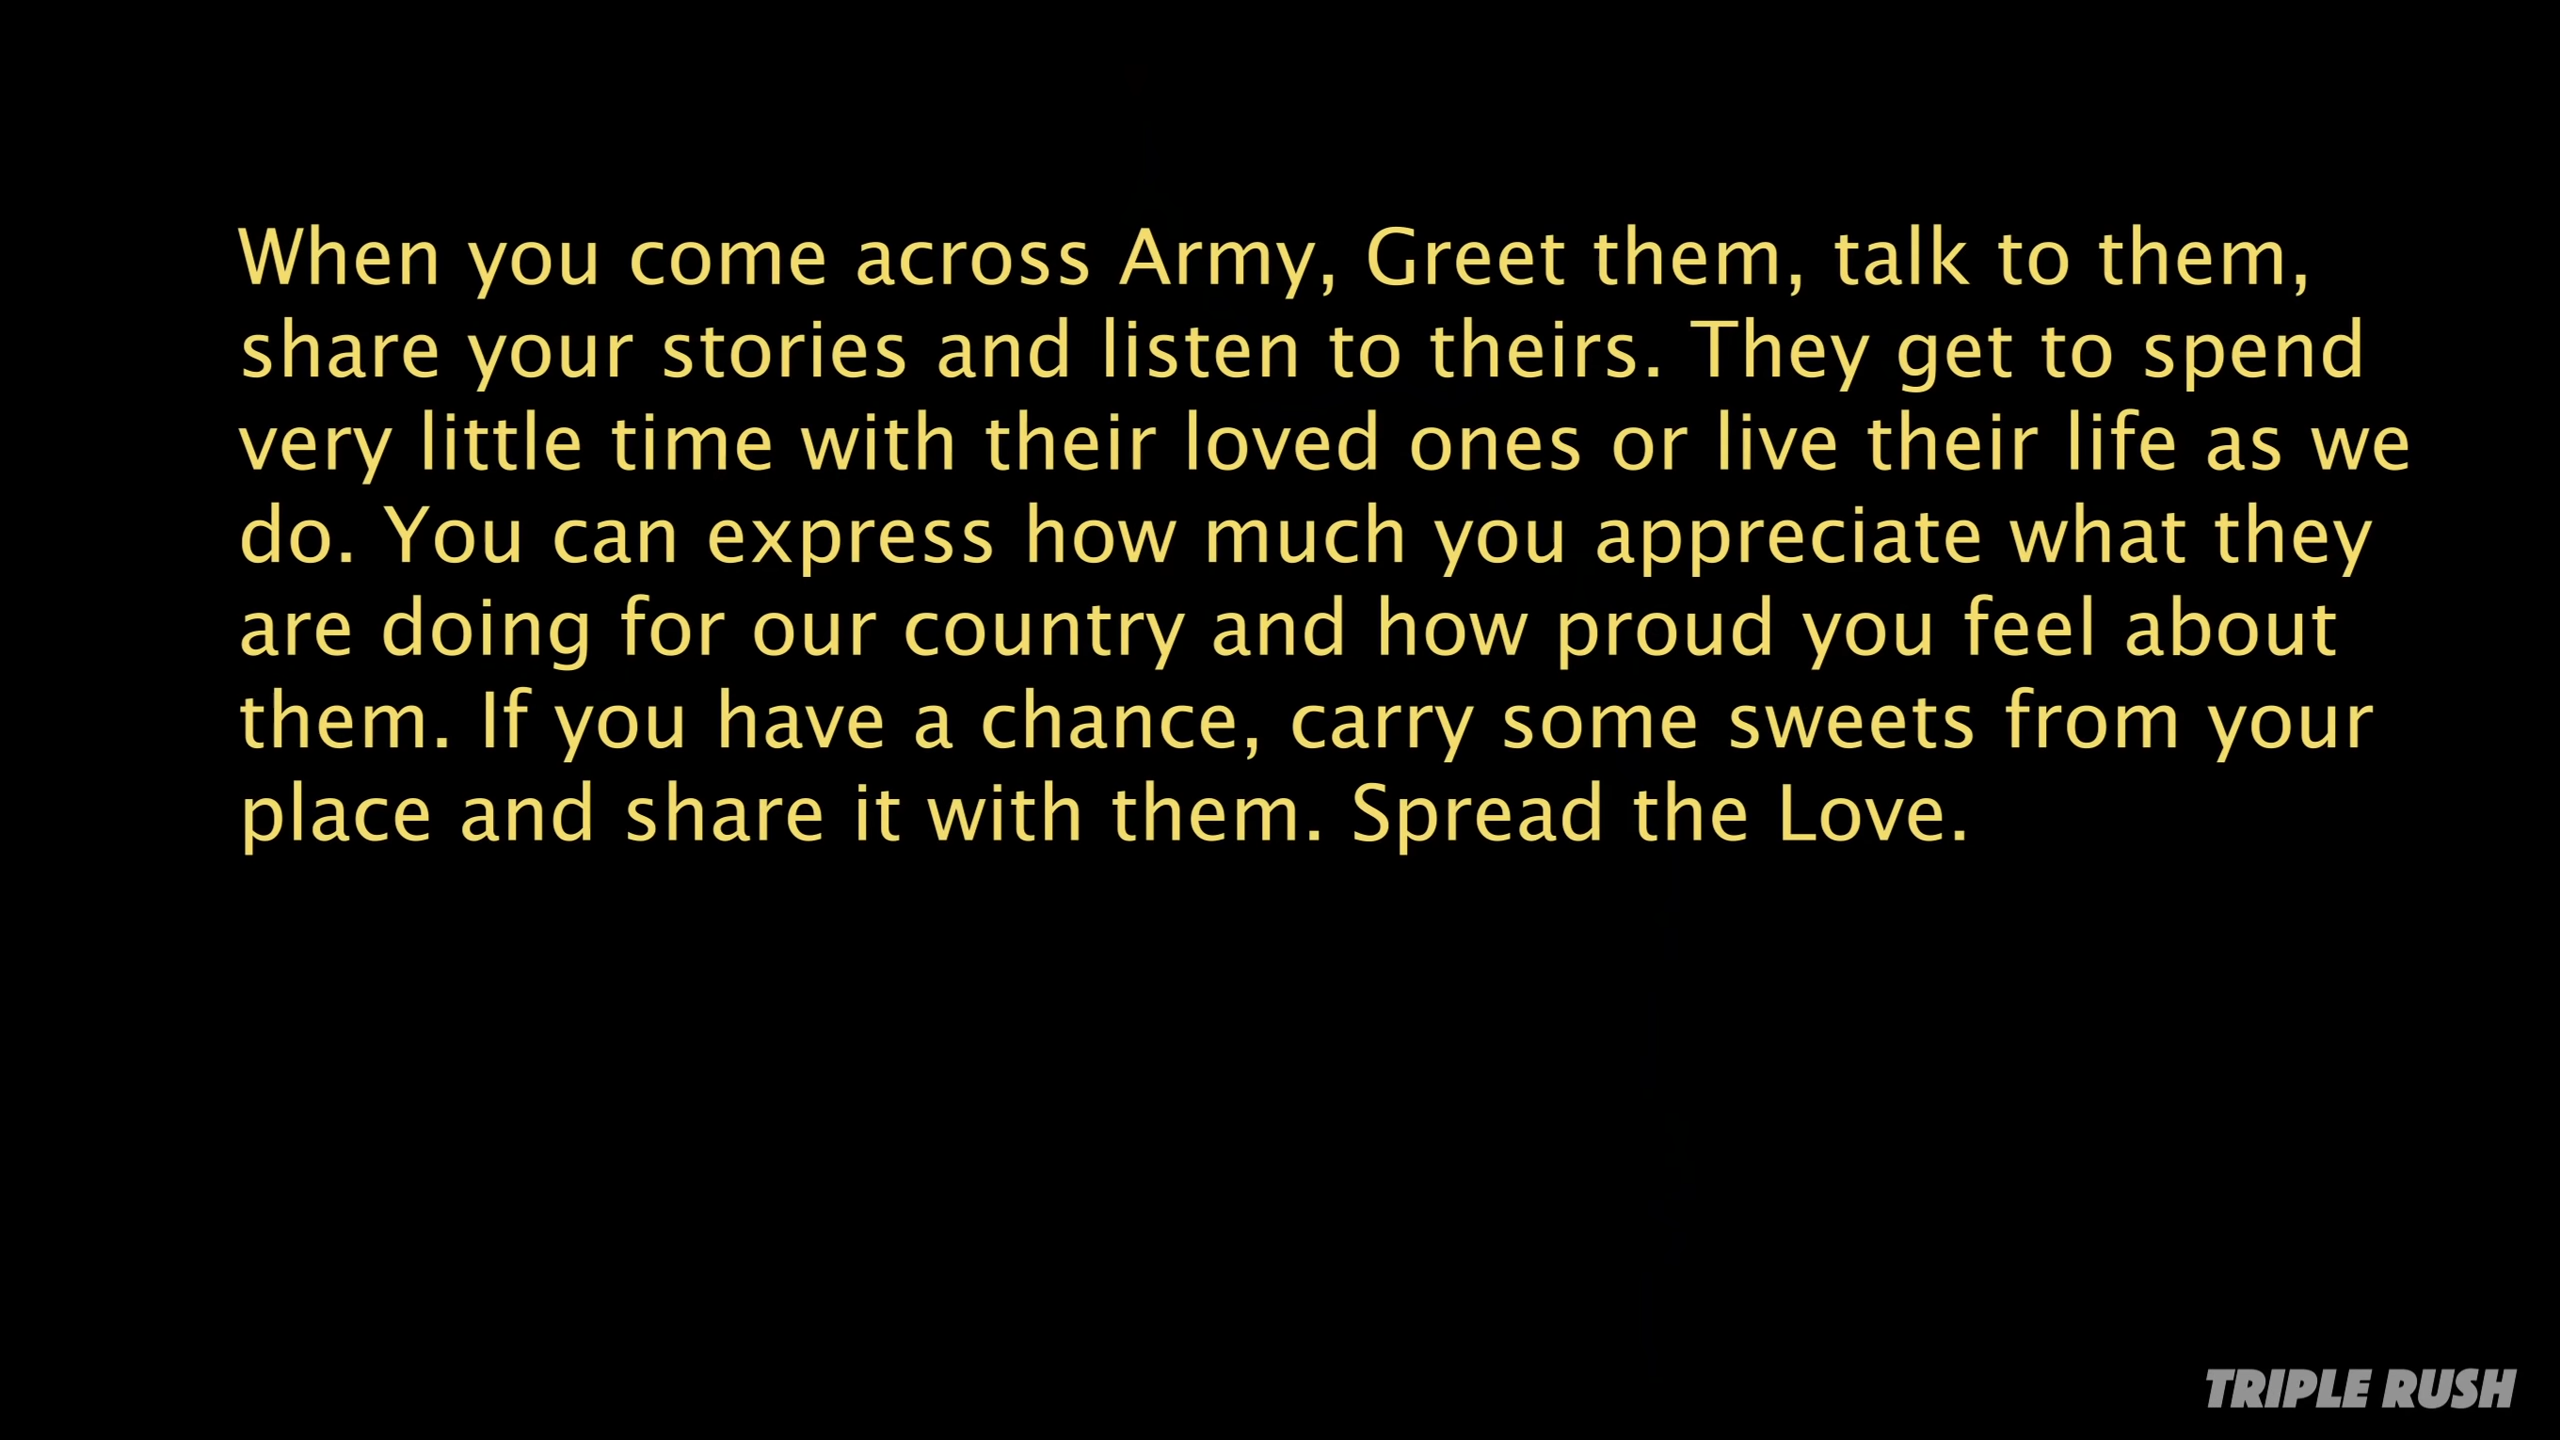 When you come across Army, Greet them, talk to them,
share your stories and listen to theirs. They get to spend
very little time with their loved ones or live their life as we
do. You can express how much you appreciate what they
are doing for our country and how proud you feel about
them. If you have a chance, carry some sweets from your
place and share it with them. Spread the Love.
TRIPLE RUSH